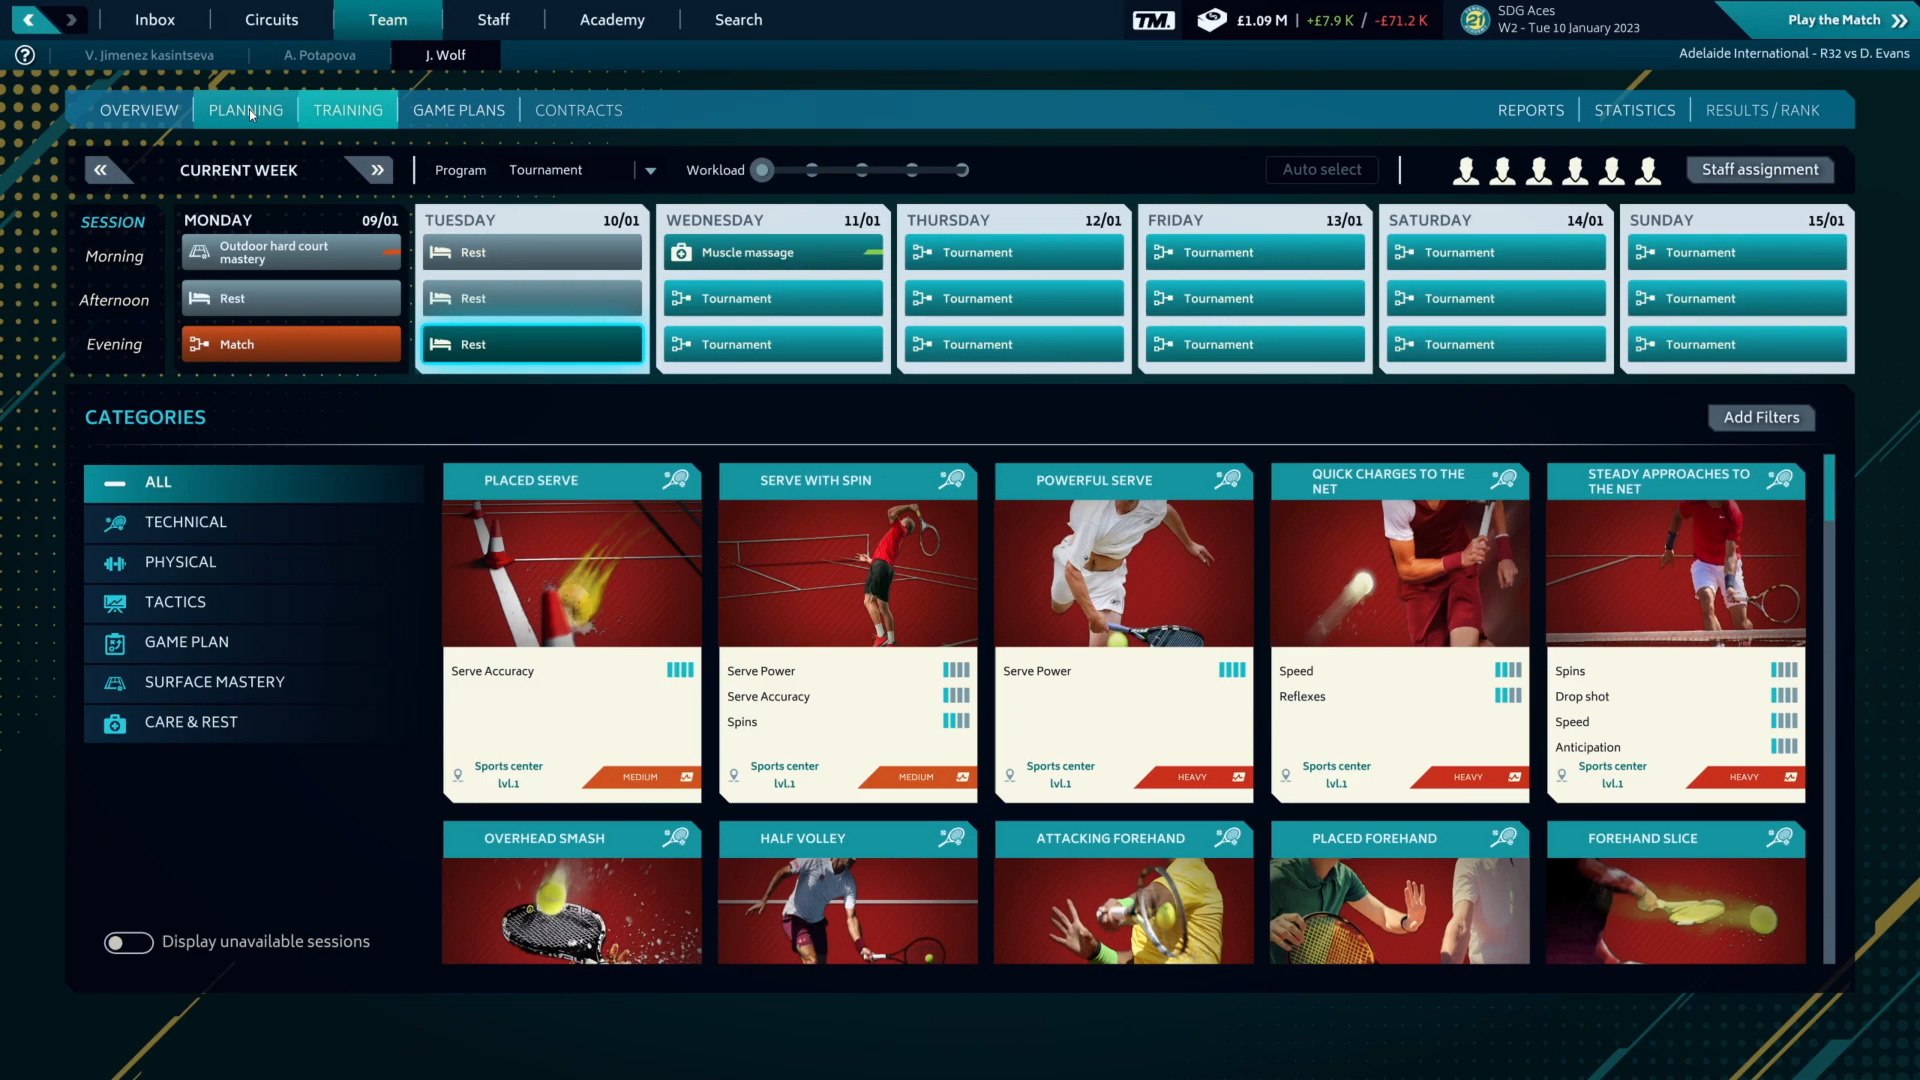 Inbox
Circuits
Team
Staff
Academy
Search
TM.
£1.09 M | +£7.9 K / -£71.2 K
21
SDG Aces
W2 - Tue 10 January 2023
Play the Match
?
V. Jimenez kasintseva
A. Potapova
J. Wolf
Adelaide International - R32 vs D. Evans
OVERVIEW
PLANNING
TRAINING
GAME PLANS
CONTRACTS
REPORTS
STATISTICS
RESULTS / RANK
CURRENT WEEK
Program Tournament
Workload
Auto select
Staff assignment
SESSION
Morning
Afternoon
Evening
MONDAY 09/01
Outdoor hard court
mastery
Rest
Match
TUESDAY 10/01
Rest
Rest
Rest
WEDNESDAY 11/01
Muscle massage
Tournament
Tournament
THURSDAY 12/01
Tournament
Tournament
Tournament
FRIDAY 13/01
Tournament
Tournament
Tournament
SATURDAY 14/01
Tournament
Tournament
Tournament
SUNDAY 15/01
Tournament
Tournament
Tournament
CATEGORIES
Add Filters
ALL
TECHNICAL
PHYSICAL
TACTICS
GAME PLAN
SURFACE MASTERY
CARE & REST
Display unavailable sessions
PLACED SERVE
Serve Accuracy
Sports center
lvl.1
MEDIUM
SERVE WITH SPIN
Serve Power
Serve Accuracy
Spins
Sports center
lvl.1
MEDIUM
POWERFUL SERVE
Serve Power
Sports center
lvl.1
HEAVY
QUICK CHARGES TO THE
NET
Speed
Reflexes
Sports center
lvl.1
HEAVY
STEADY APPROACHES TO
THE NET
Spins
Drop shot
Speed
Anticipation
Sports center
lvl.1
HEAVY
OVERHEAD SMASH
HALF VOLLEY
ATTACKING FOREHAND
PLACED FOREHAND
FOREHAND SLICE